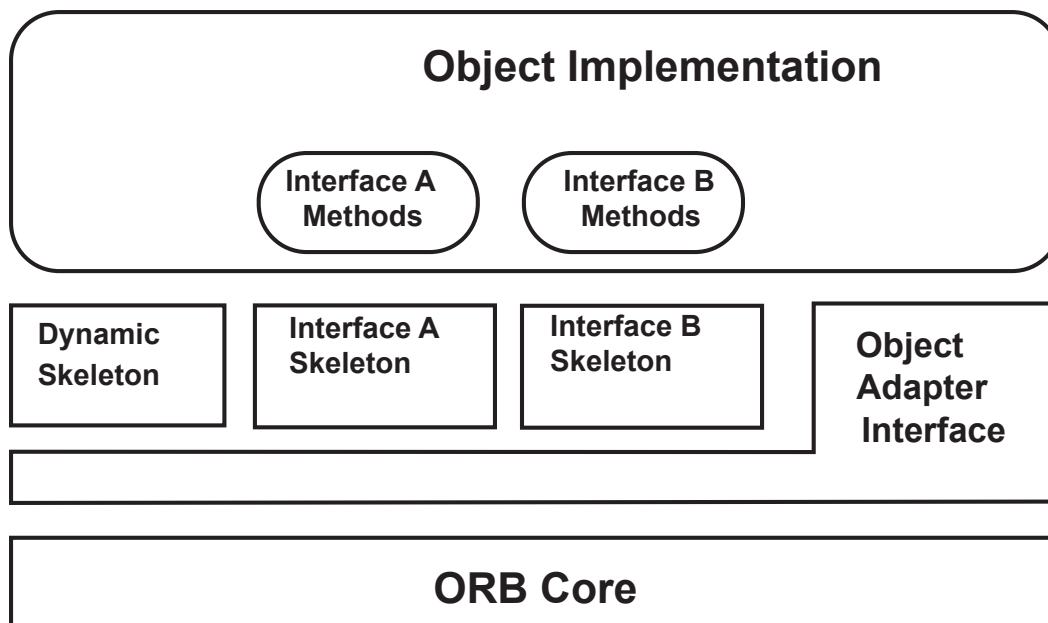 Object Implementation
Interface A
Methods
Interface B
Methods
Dynamic
Skeleton
Interface A
Skeleton
Interface B
Skeleton
Object
Adapter
Interface
ORB Core